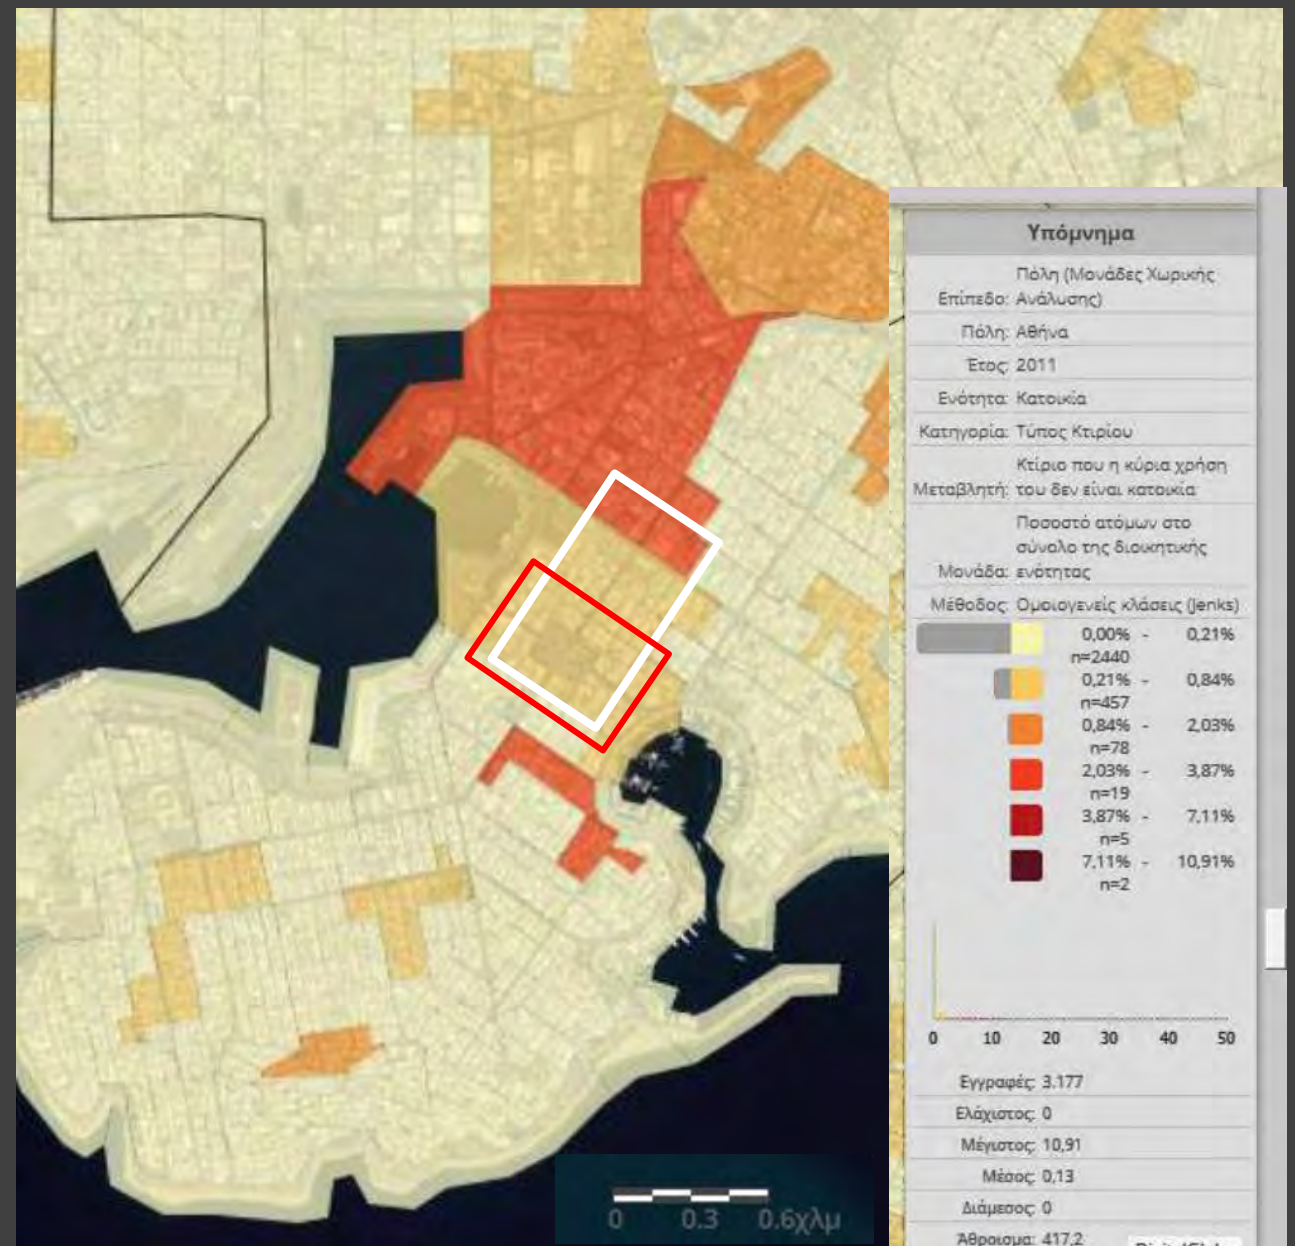 Υπόμνημα
Πόλη (Μονάδες Χωρικής
Επίπεδο: Ανάλυσης)
Πόλη: Αθήνα
Έτος: 2011
Ενότητα: Κατοικία
Κατηγορία: Τύπος Κτιρίου
Κτίριο που η κύρια χρήση
Μεταβλητή: του δεν είναι κατοικία
Ποσοστό ατόμων στο
σύνολο της διοικητικής
Μονάδα: ενότητας
Μέθοδος: Ομοιογενείς κλάσεις (Jenks)
0,00% - 0,21%
n=2440
0,21% - 0,84%
n=457
0,84% - 2,03%
n=78
2,03% - 3,87%
n=19
3,87% - 7,11%
n=5
7,11% - 10,91%
n=2
0 10 20 30 40 50
Εγγραφές: 3.177
Ελάχιστος: 0
Μέγιστος: 10,91
Μέσος: 0,13
Διάμεσος: 0
Άθροισμα: 417,2
0 0.3 0.6χλμ